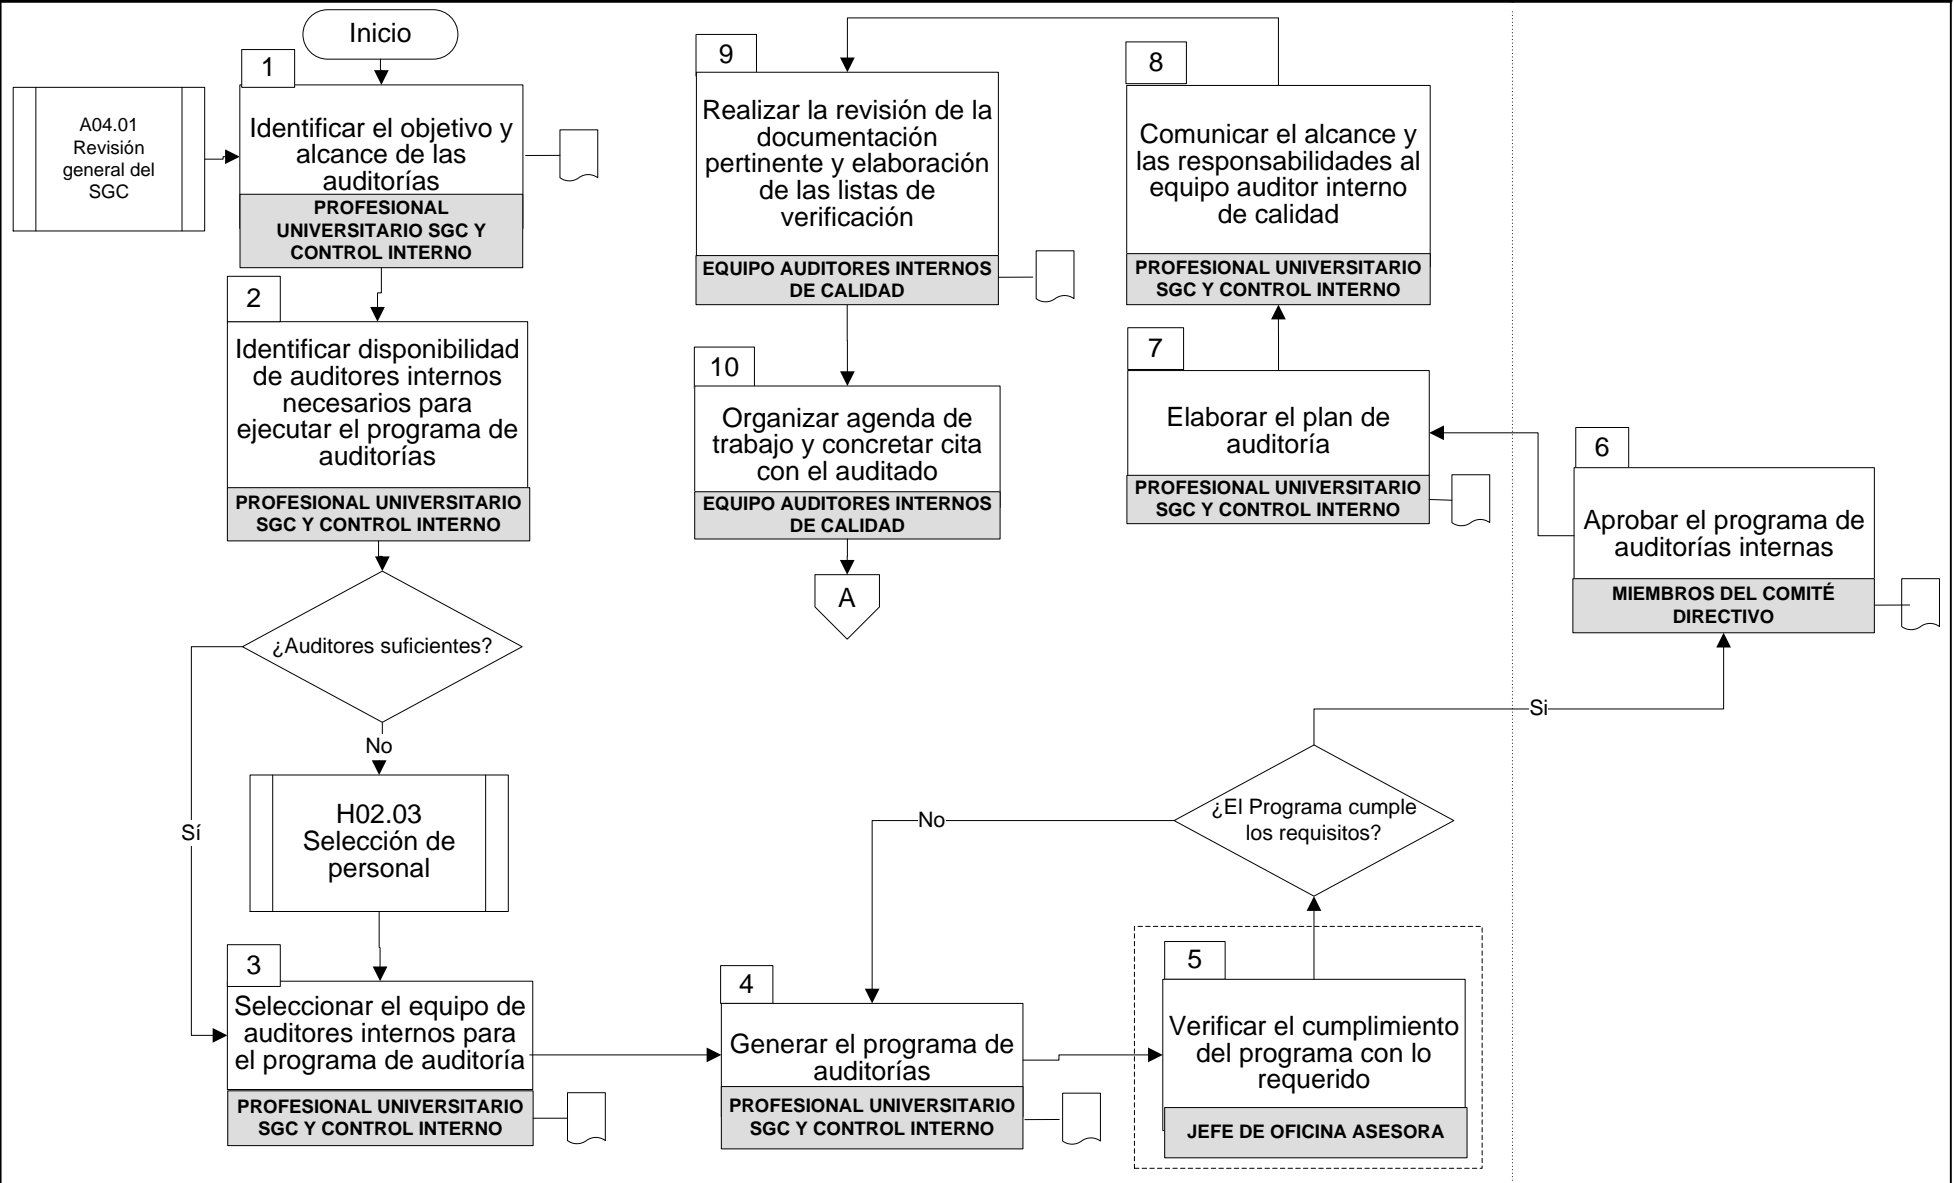 Inicio
A04.01
Revisión
general del
SGC
1
Identificar el objetivo y
alcance de las
auditorías
PROFESIONAL
UNIVERSITARIO SGC Y
CONTROL INTERNO
2
Identificar disponibilidad
de auditores internos
necesarios para
ejecutar el programa de
auditorías
PROFESIONAL UNIVERSITARIO
SGC Y CONTROL INTERNO
¿Auditores suficientes?
No
Sí
H02.03
Selección de
personal
3
Seleccionar el equipo de
auditores internos para
el programa de auditoría
PROFESIONAL UNIVERSITARIO
SGC Y CONTROL INTERNO
4
Generar el programa de
auditorías
PROFESIONAL UNIVERSITARIO
SGC Y CONTROL INTERNO
5
Verificar el cumplimiento
del programa con lo
requerido
JEFE DE OFICINA ASESORA
¿El Programa cumple
los requisitos?
No
Si
6
Aprobar el programa de
auditorías internas
MIEMBROS DEL COMITÉ
DIRECTIVO
7
Elaborar el plan de
auditoría
PROFESIONAL UNIVERSITARIO
SGC Y CONTROL INTERNO
8
Comunicar el alcance y
las responsabilidades al
equipo auditor interno
de calidad
PROFESIONAL UNIVERSITARIO
SGC Y CONTROL INTERNO
9
Realizar la revisión de la
documentación
pertinente y elaboración
de las listas de
verificación
EQUIPO AUDITORES INTERNOS
DE CALIDAD
10
Organizar agenda de
trabajo y concretar cita
con el auditado
EQUIPO AUDITORES INTERNOS
DE CALIDAD
A